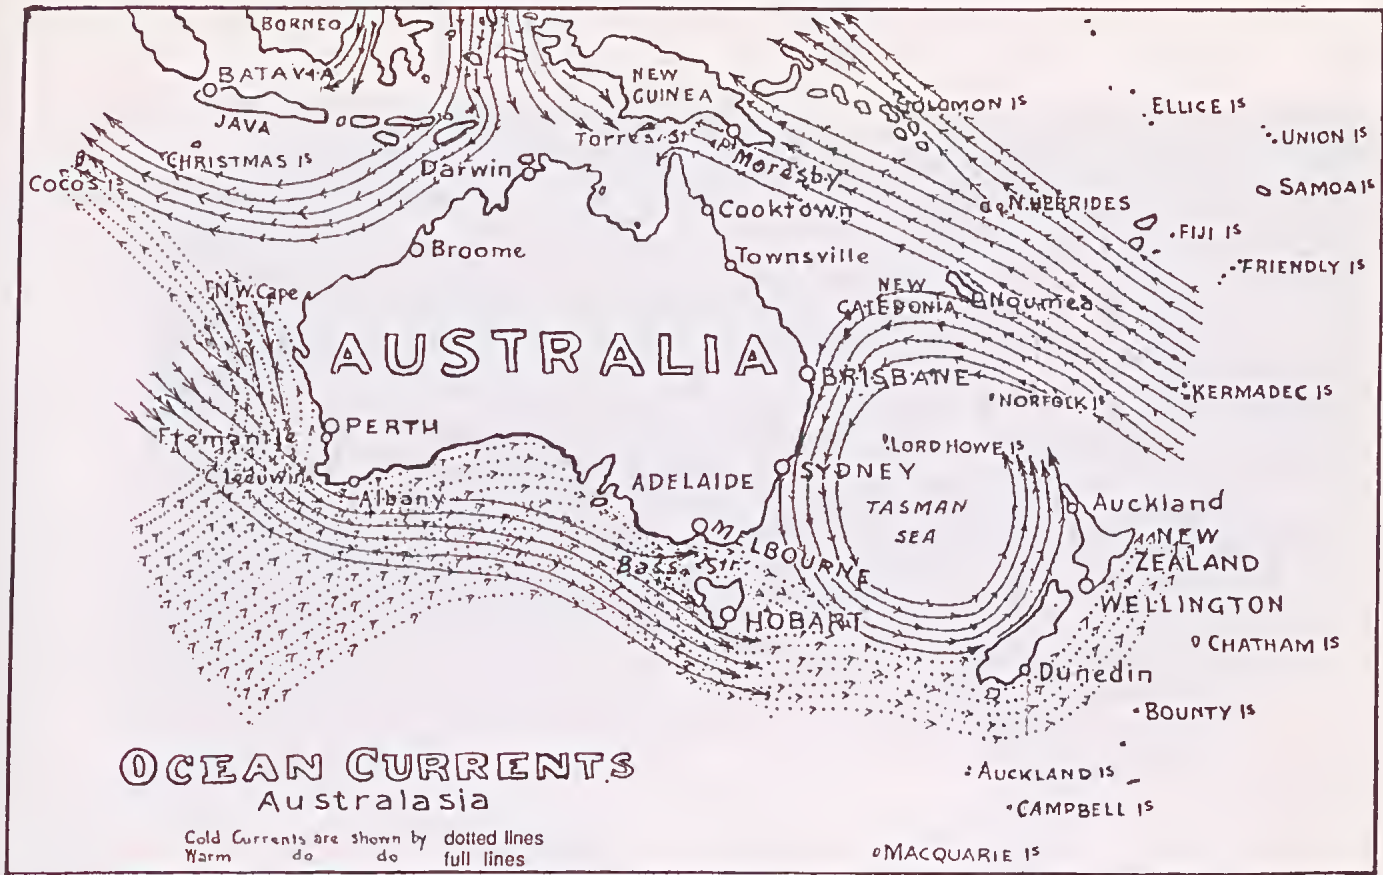 BORNEO
BATAVIA
JAVA
NEW
GUINEA
SOLOMON IS
ELLICE IS
UNION IS
Torres Str
Pt Moresby
CHRISTMAS IS
COCOS IS
Darwin
SAMOA IS
Cooktown
N. HEBRIDES
FIJI IS
Broome
Townsville
FRIENDLY IS
N.W. Cape
NEW
CALEDONIA
Noumea
AUSTRALIA
BRISBANE
NORFOLK IS
KERMADEC IS
Fremantle
PERTH
LORD HOWE IS
C Leeuwin
Albany
ADELAIDE
SYDNEY
TASMAN
SEA
Auckland
MELBOURNE
NEW
ZEALAND
Bass Str
HOBART
WELLINGTON
CHATHAM IS
Dunedin
BOUNTY IS
OCEAN CURRENTS
Australasia
AUCKLAND IS
CAMPBELL IS
Cold Currents are shown by dotted lines
Warm do do full lines
MACQUARIE IS